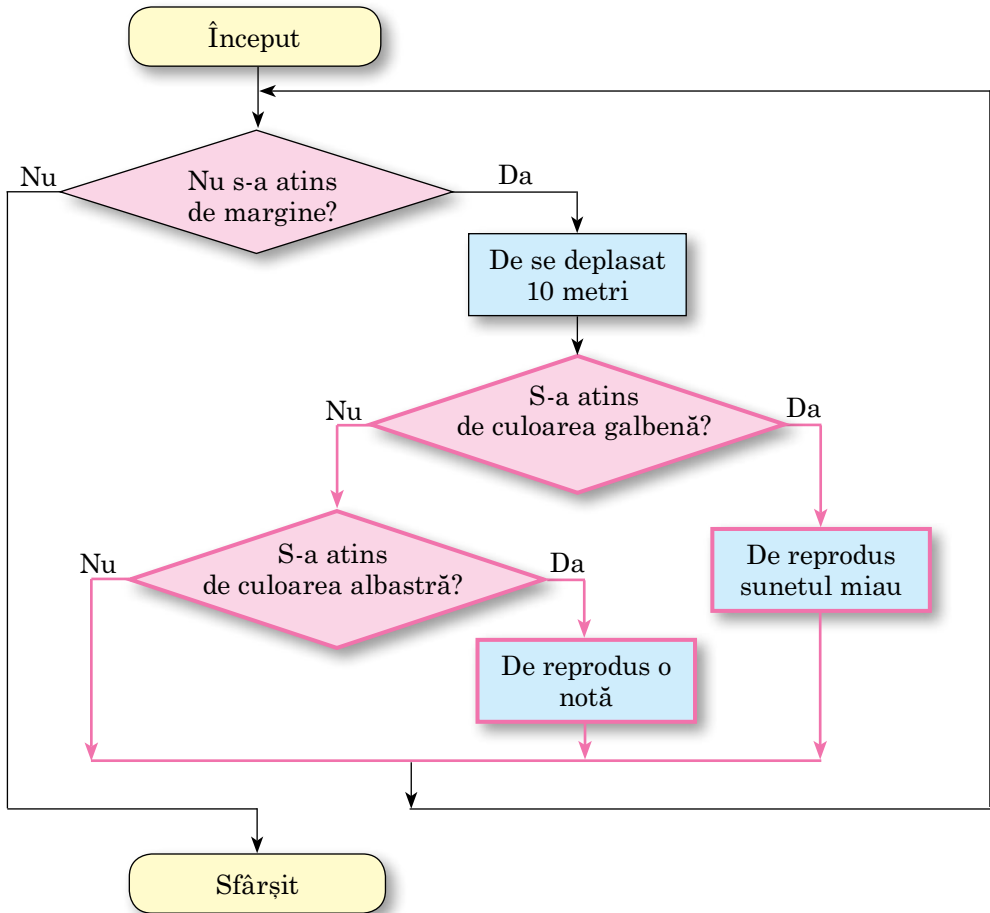 Început
Nu
Nu s-a atins
de margine?
Da
De se deplasat
10 metri
Nu
S-a atins
de culoarea galbenă?
Da
Nu
S-a atins
de culoarea albastră?
Da
De reprodus
sunetul miau
De reprodus o
notă
Sfârșit